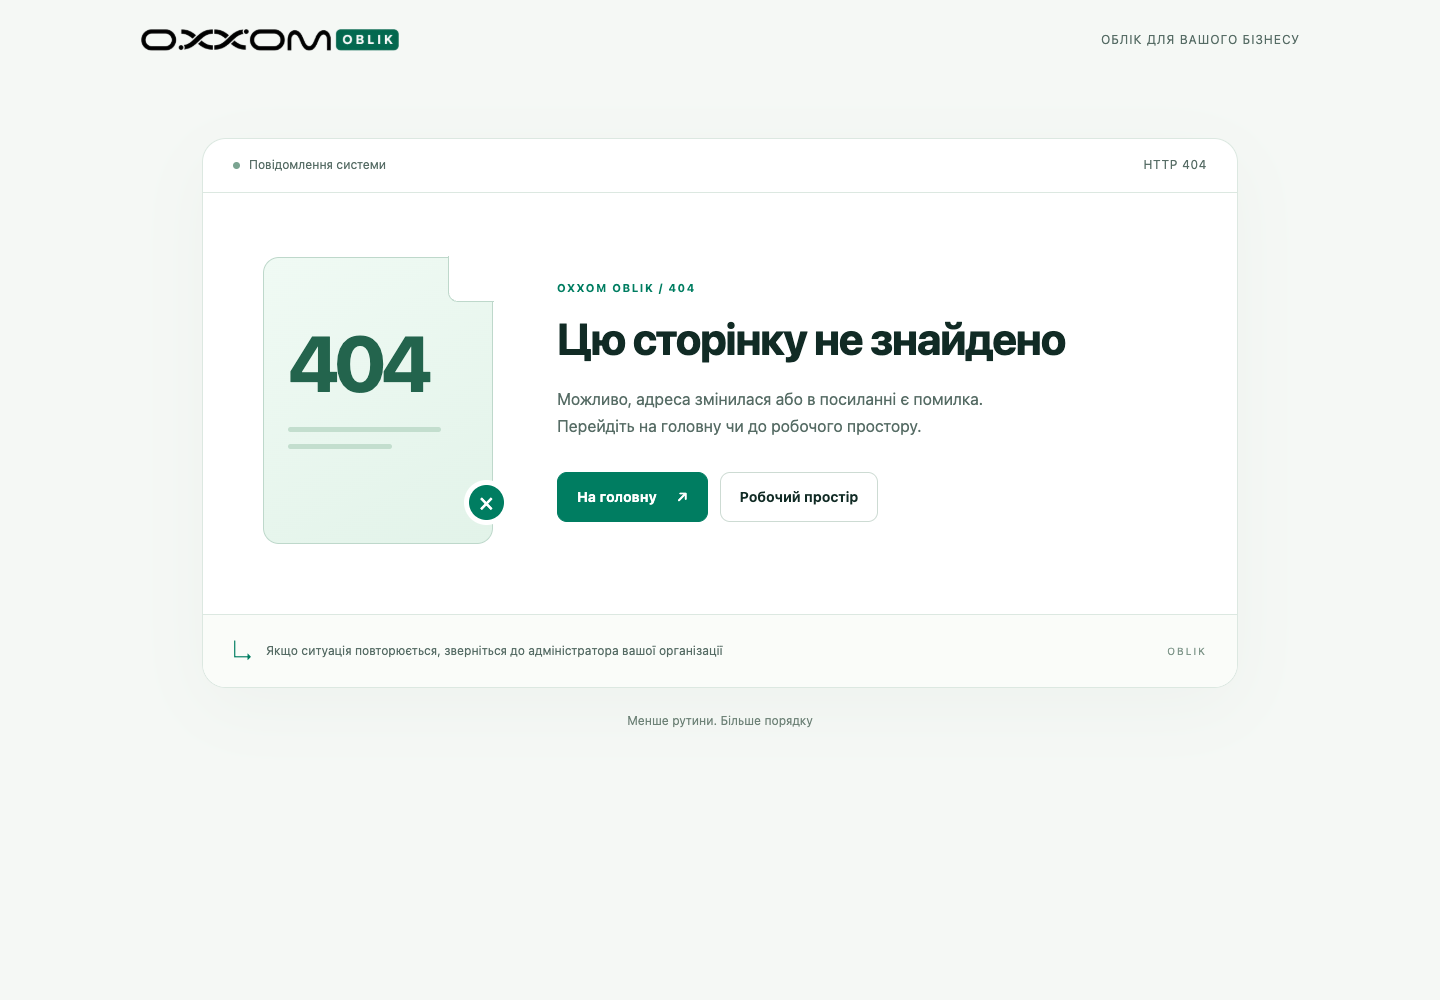 OXXOM OBLIK
ОБЛІК ДЛЯ ВАШОГО БІЗНЕСУ
Повідомлення системи
HTTP 404
404
OXXOM OBLIK / 404
Цю сторінку не знайдено
Можливо, адреса змінилася або в посиланні є помилка.
Перейдіть на головну чи до робочого простору.
На головну
Робочий простір
Якщо ситуація повторюється, зверніться до адміністратора вашої організації
OBLIK
Менше рутини. Більше порядку